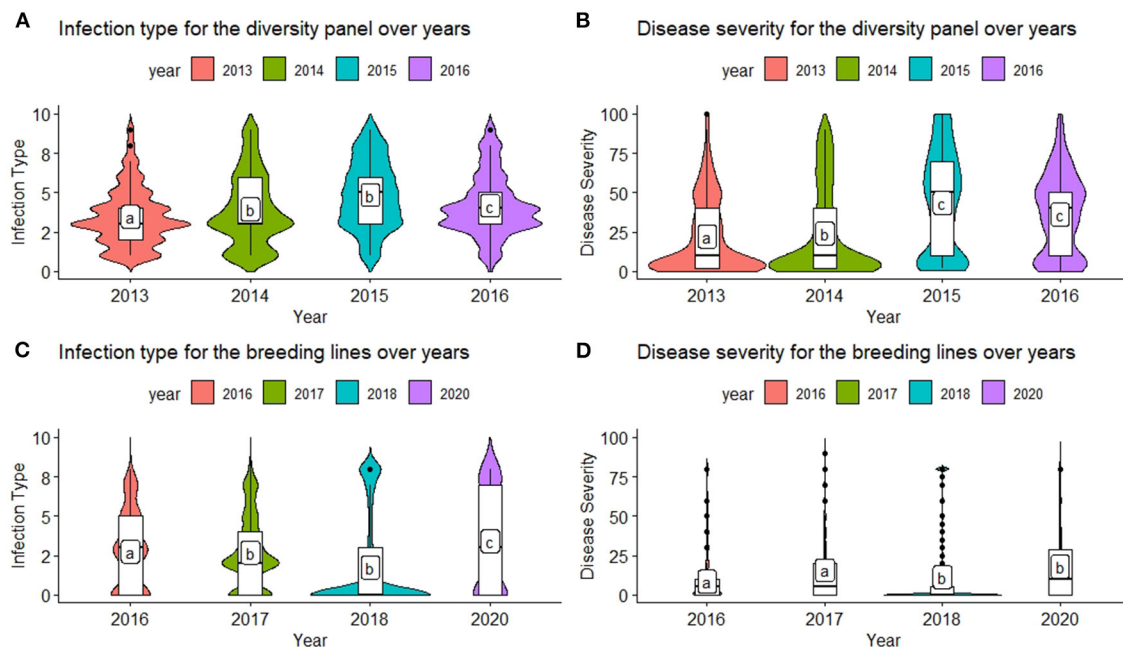 A Infection type for the diversity panel over years
year 2013 2014 2015 2016
10
8
5
2
0
Infection Type
a b b c
2013 2014 2015 2016
Year
B Disease severity for the diversity panel over years
year 2013 2014 2015 2016
100
75
50
25
0
Disease Severity
a b c c
2013 2014 2015 2016
Year
C Infection type for the breeding lines over years
year 2016 2017 2018 2020
10
8
5
2
0
Infection Type
a b b c
2016 2017 2018 2020
Year
D Disease severity for the breeding lines over years
year 2016 2017 2018 2020
100
75
50
25
0
Disease Severity
a a b b
2016 2017 2018 2020
Year